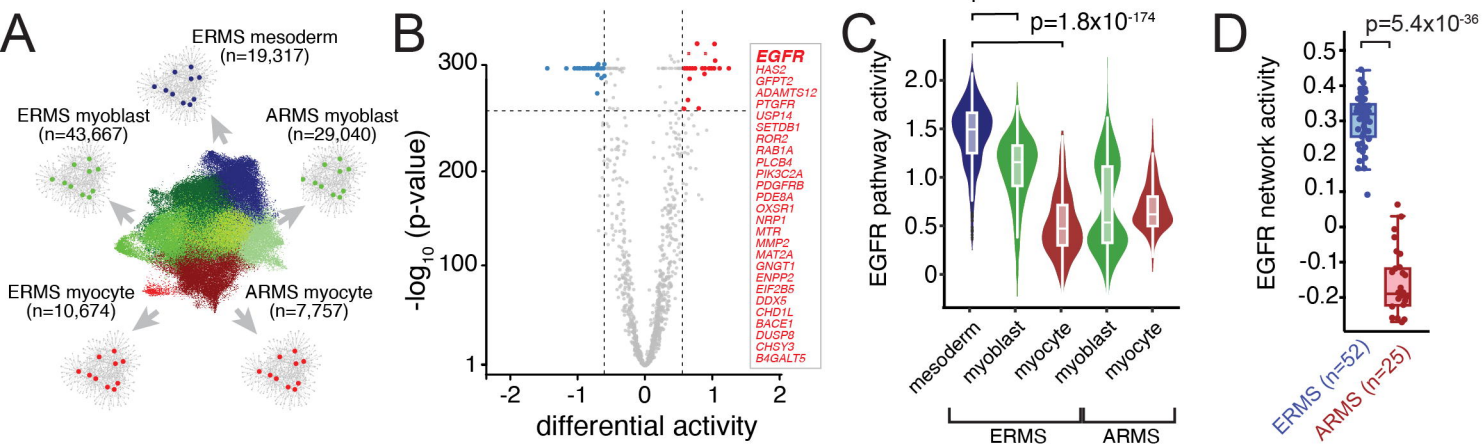 A
ERMS mesoderm
(n=19,317)
ERMS myoblast
(n=43,667)
ARMS myoblast
(n=29,040)
ERMS myocyte
(n=10,674)
ARMS myocyte
(n=7,757)
B
-log10 (p-value)
300
200
100
1
-2
-1
0
1
2
differential activity
EGFR
HAS2
GFPT2
ADAMTS12
PTGFR
USP14
SETDB1
ROR2
RAB1A
PLCB4
PIK3C2A
PDGFRB
PDE8A
OXSR1
NRP1
MTR
MMP2
MAT2A
GNGT1
ENPP2
EIF2B5
DDX5
CHD1L
BACE1
DUSP8
CHSY3
B4GALT5
C
p=1.8x10-174
EGFR pathway activity
2.0
1.5
1.0
0.5
0
mesoderm
myoblast
myocyte
myoblast
myocyte
ERMS
ARMS
D
p=5.4x10-36
EGFR network activity
0.5
0.4
0.3
0.2
0.1
0
-0.1
-0.2
ERMS (n=52)
ARMS (n=25)